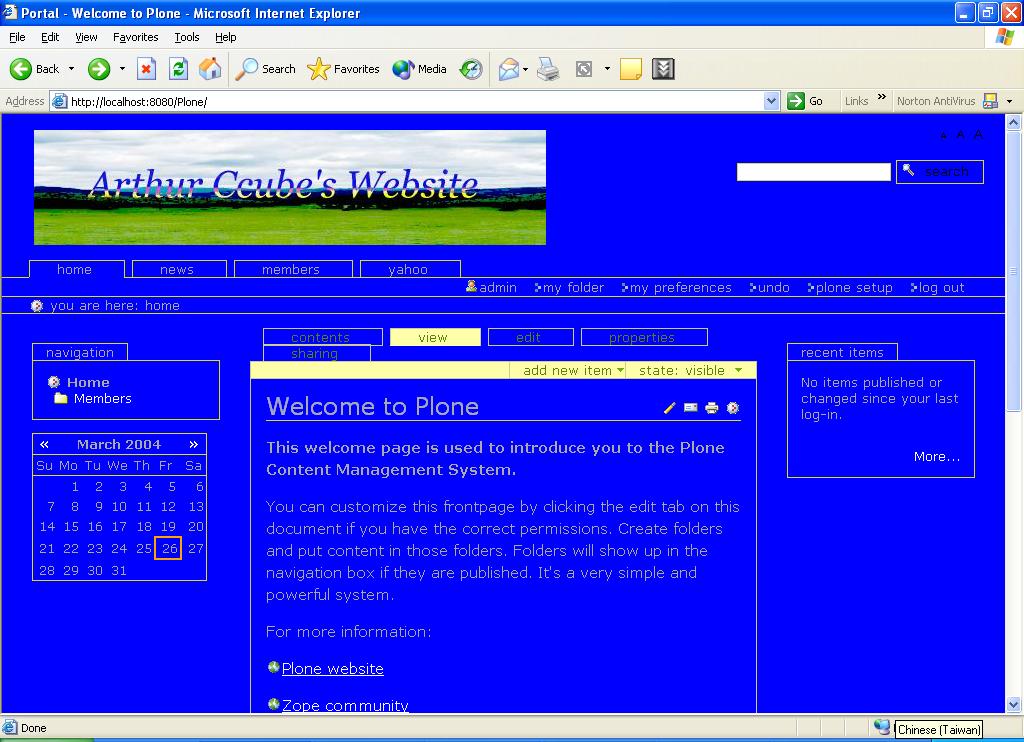 Portal - Welcome to Plone - Microsoft Internet Explorer
File Edit View Favorites Tools Help
Back Search Favorites Media
Address http://localhost:8080/Plone/ Go Links » Norton AntiVirus
A A A
Arthur Ccube's Website
search
home news members yahoo
admin my folder my preferences undo plone setup log out
you are here: home
contents view edit properties
sharing
navigation
Home
Members
« March 2004 »
Su Mo Tu We Th Fr Sa
1 2 3 4 5 6
7 8 9 10 11 12 13
14 15 16 17 18 19 20
21 22 23 24 25 26 27
28 29 30 31
add new item state: visible
Welcome to Plone
This welcome page is used to introduce you to the Plone
Content Management System.
You can customize this frontpage by clicking the edit tab on this
document if you have the correct permissions. Create folders
and put content in those folders. Folders will show up in the
navigation box if they are published. It's a very simple and
powerful system.
For more information:
Plone website
Zope community
recent items
No items published or
changed since your last
log-in.
More...
Done
Chinese (Taiwan)